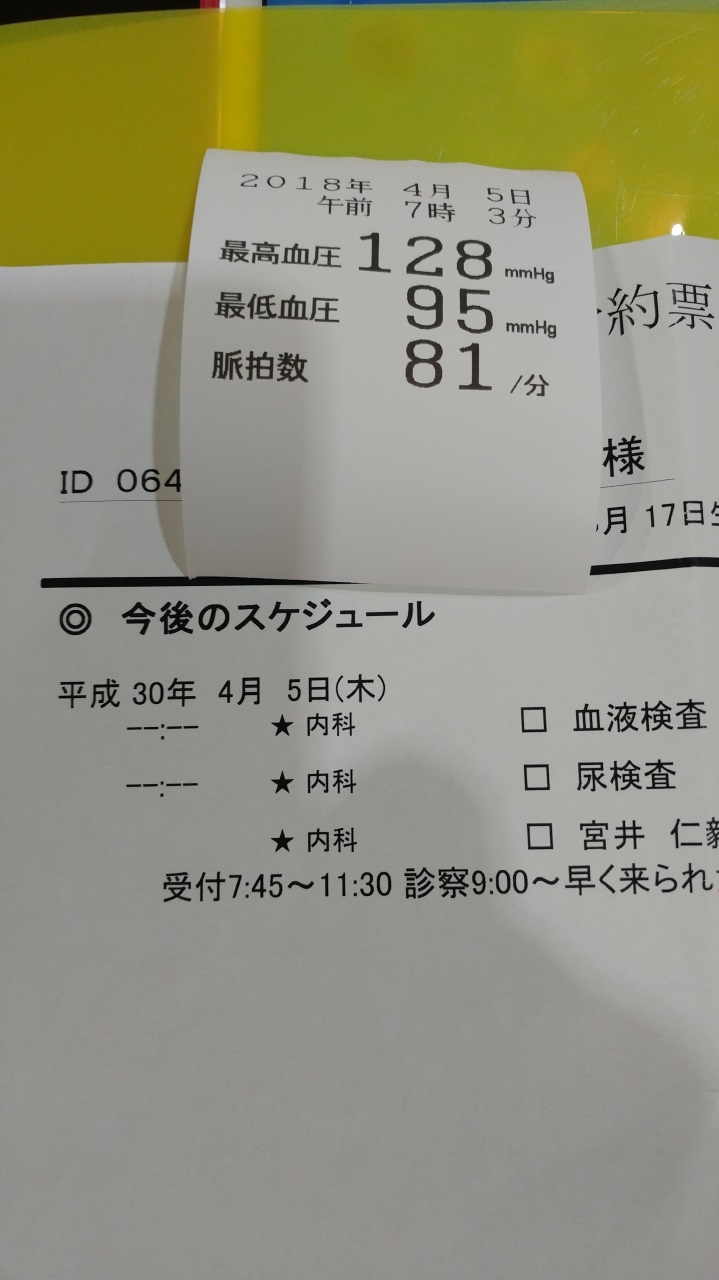 ２０１８年　４月　５日
午前　７時　３分
最高血圧 128 mmHg
最低血圧 95 mmHg
脈拍数 81 /分
約票
ID 064
様
月 17日生
◎ 今後のスケジュール
平成 30年 4月 5日(木)
--:-- ★ 内科 □ 血液検査
--:-- ★ 内科 □ 尿検査
★ 内科 □ 宮井 仁毅
受付7:45～11:30 診察9:00～早く来られ